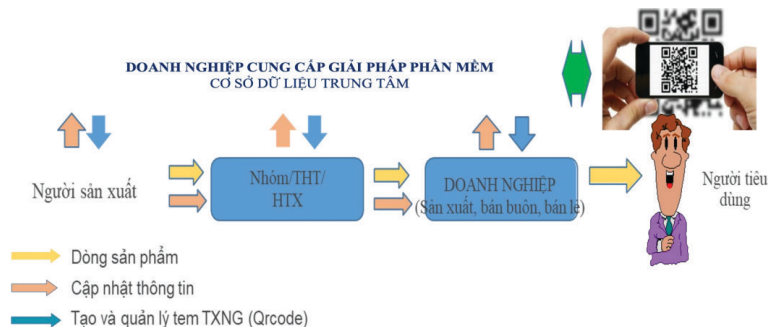 DOANH NGHIỆP CUNG CẤP GIẢI PHÁP PHẦN MỀM
CƠ SỞ DỮ LIỆU TRUNG TÂM
Người sản xuất
Nhóm/THT/
HTX
DOANH NGHIỆP
(Sản xuất, bán buôn, bán lẻ)
Người tiêu
dùng
Dòng sản phẩm
Cập nhật thông tin
Tạo và quản lý tem TXNG (Qrcode)